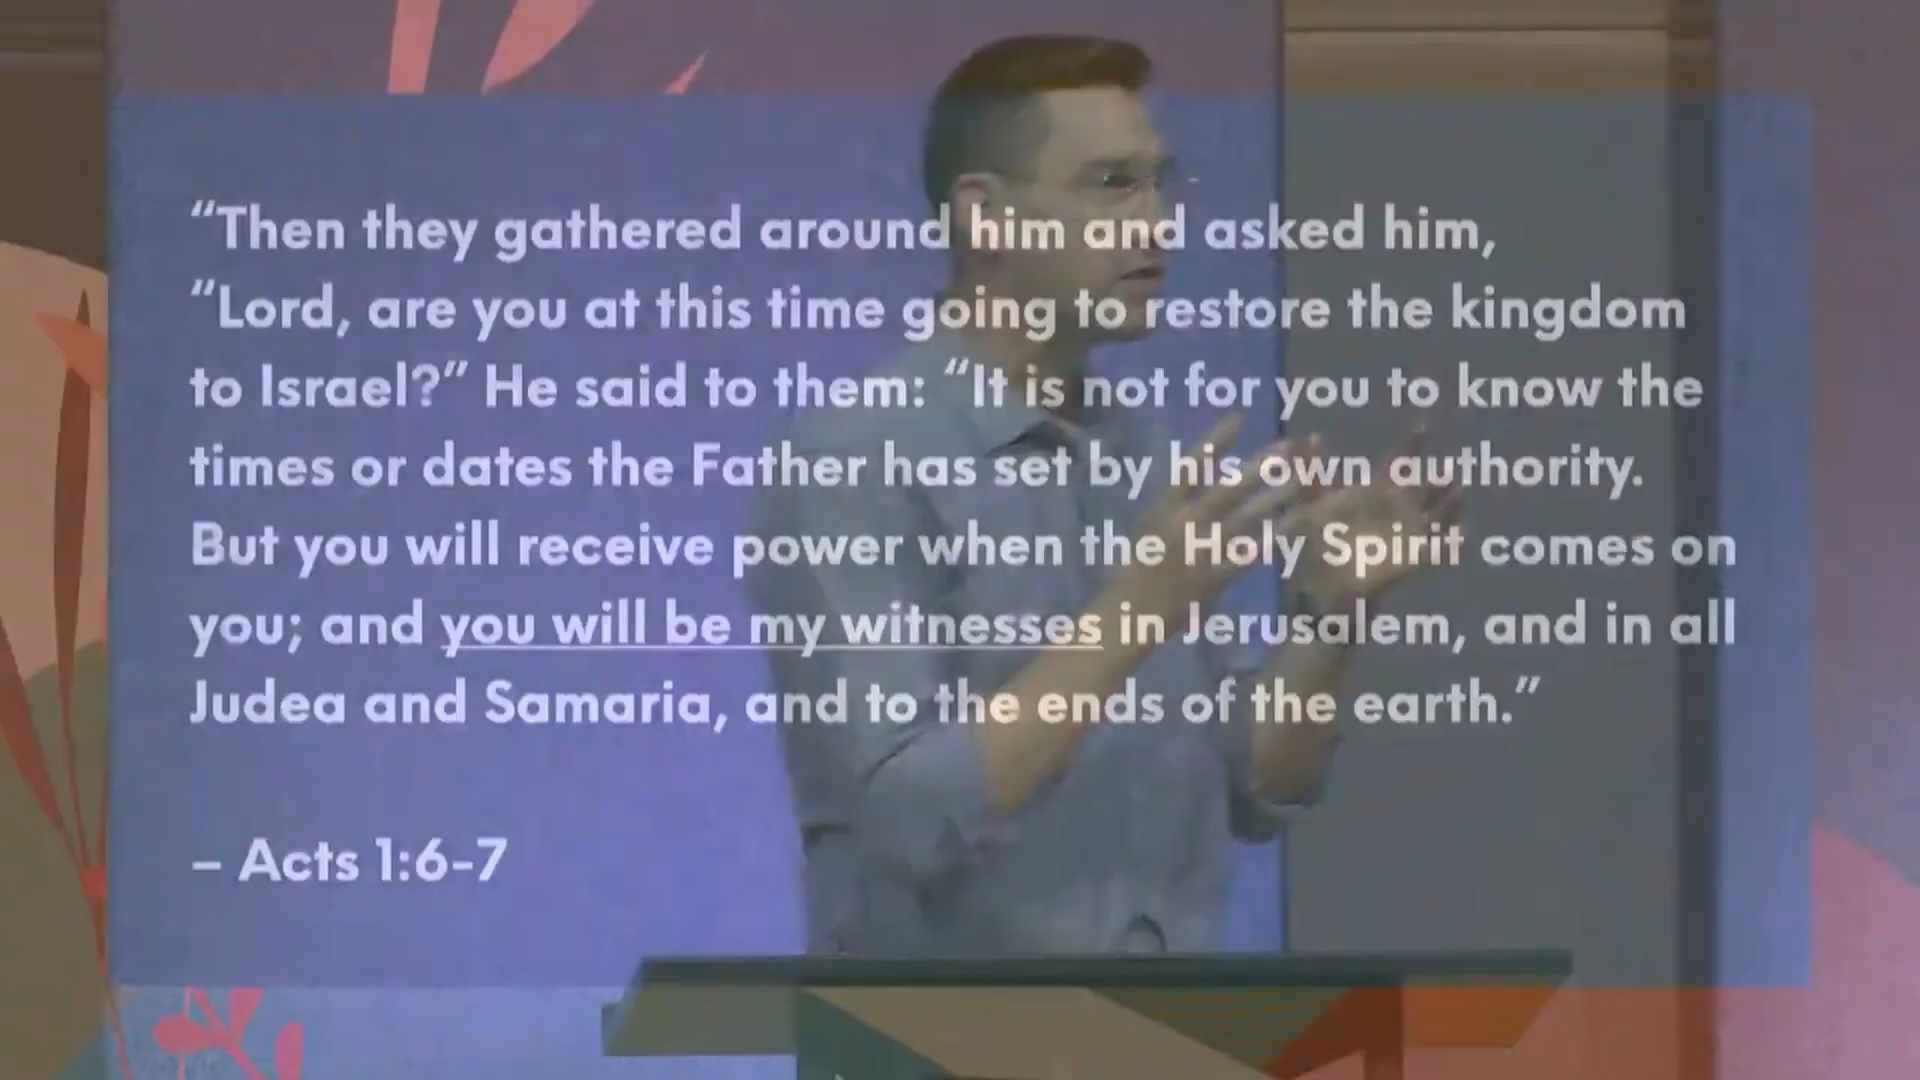 “Then they gathered around him and asked him,
“Lord, are you at this time going to restore the kingdom
to Israel?” He said to them: “It is not for you to know the
times or dates the Father has set by his own authority.
But you will receive power when the Holy Spirit comes on
you; and you will be my witnesses in Jerusalem, and in all
Judea and Samaria, and to the ends of the earth.”
– Acts 1:6-7